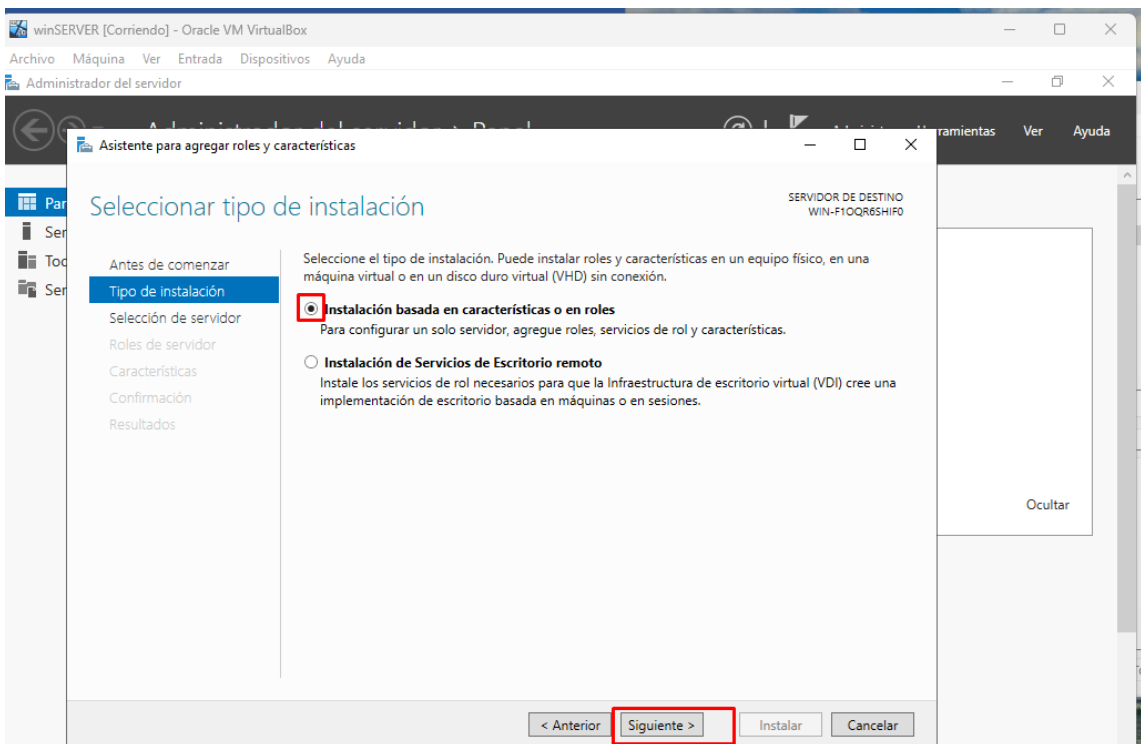 winSERVER [Corriendo] - Oracle VM VirtualBox
Archivo Máquina Ver Entrada Dispositivos Ayuda
Administrador del servidor
Ver Ayuda
Asistente para agregar roles y características
Seleccionar tipo de instalación
SERVIDOR DE DESTINO
WIN-F1OQR6SHIF0
Antes de comenzar
Tipo de instalación
Selección de servidor
Roles de servidor
Características
Confirmación
Resultados
Seleccione el tipo de instalación. Puede instalar roles y características en un equipo físico, en una
máquina virtual o en un disco duro virtual (VHD) sin conexión.
Instalación basada en características o en roles
Para configurar un solo servidor, agregue roles, servicios de rol y características.
Instalación de Servicios de Escritorio remoto
Instale los servicios de rol necesarios para que la Infraestructura de escritorio virtual (VDI) cree una
implementación de escritorio basada en máquinas o en sesiones.
Ocultar
< Anterior Siguiente > Instalar Cancelar